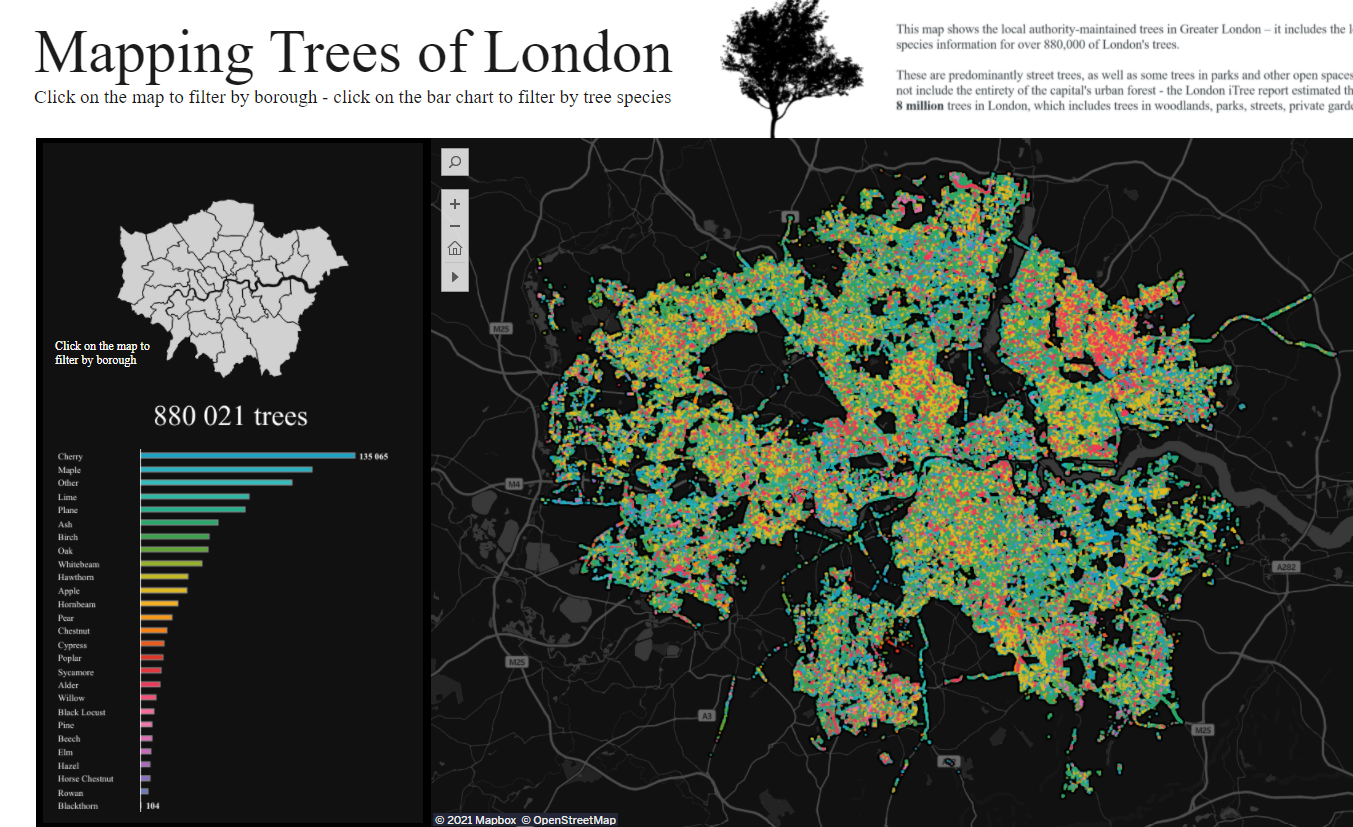 Mapping Trees of London
Click on the map to filter by borough - click on the bar chart to filter by tree species
This map shows the local authority-maintained trees in Greater London – it includes the
species information for over 880,000 of London's trees.
These are predominantly street trees, as well as some trees in parks and other open spaces
not include the entirety of the capital's urban forest - the London iTree report estimated
8 million trees in London, which includes trees in woodlands, parks, streets, private
Click on the map to
filter by borough
880 021 trees
Cherry 135 065
Maple
Other
Lime
Plane
Ash
Birch
Oak
Whitebeam
Hawthorn
Apple
Hornbeam
Pear
Chestnut
Cypress
Poplar
Sycamore
Alder
Willow
Black Locust
Pine
Beech
Elm
Hazel
Horse Chestnut
Rowan
Blackthorn 104
M25
M4
M25
A3
A282
M25
© 2021 Mapbox © OpenStreetMap